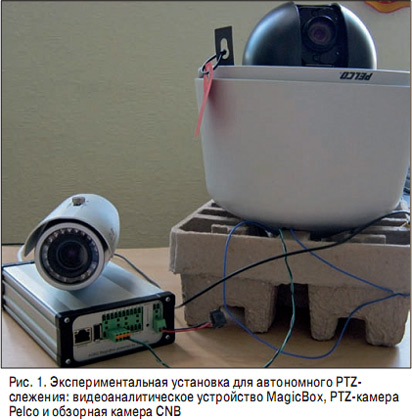 PELCO
Рис. 1. Экспериментальная установка для автономного PTZ-
слежения: видеоаналитическое устройство MagicBox, PTZ-камера
Pelco и обзорная камера CNB